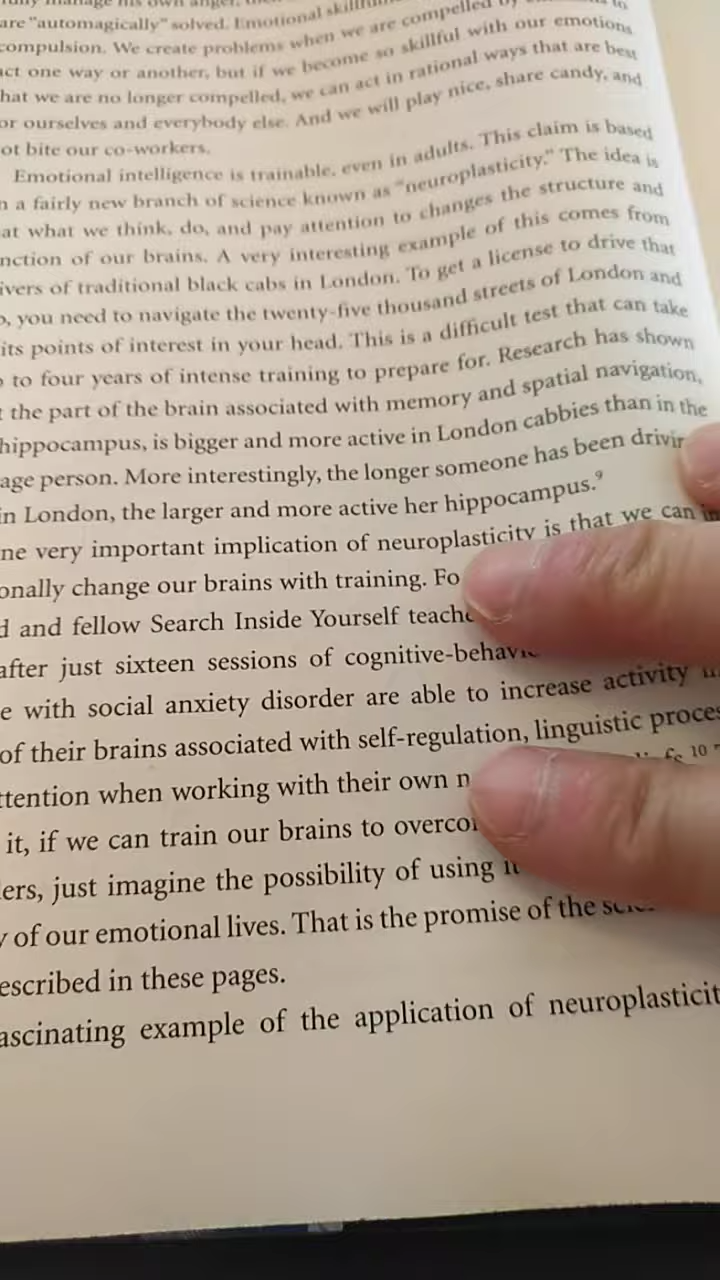 manage his own anger,
are "automagically" solved. Emotional
compulsion. We create problems when we are compelled by
act one way or another, but if we become so skillful with our emotions
hat we are no longer compelled, we can act in rational ways that are best
or ourselves and everybody else. And we will play nice, share candy, and
ot bite our co-workers.
Emotional intelligence is trainable, even in adults. This claim is based
n a fairly new branch of science known as "neuroplasticity." The idea is
at what we think, do, and pay attention to changes the structure and
nction of our brains. A very interesting example of this comes from
ivers of traditional black cabs in London. To get a license to drive that
, you need to navigate the twenty-five thousand streets of London and
its points of interest in your head. This is a difficult test that can take
to four years of intense training to prepare for. Research has shown
t the part of the brain associated with memory and spatial navigation,
hippocampus, is bigger and more active in London cabbies than in the
age person. More interestingly, the longer someone has been drivin
in London, the larger and more active her hippocampus.9
ne very important implication of neuroplasticity is that we can in
onally change our brains with training. Fo
d and fellow Search Inside Yourself teache
after just sixteen sessions of cognitive-behavi
e with social anxiety disorder are able to increase activity in
of their brains associated with self-regulation, linguistic proces
ttention when working with their own n 10
it, if we can train our brains to overco
ers, just imagine the possibility of using it
y of our emotional lives. That is the promise of the
escribed in these pages.
ascinating example of the application of neuroplasticit